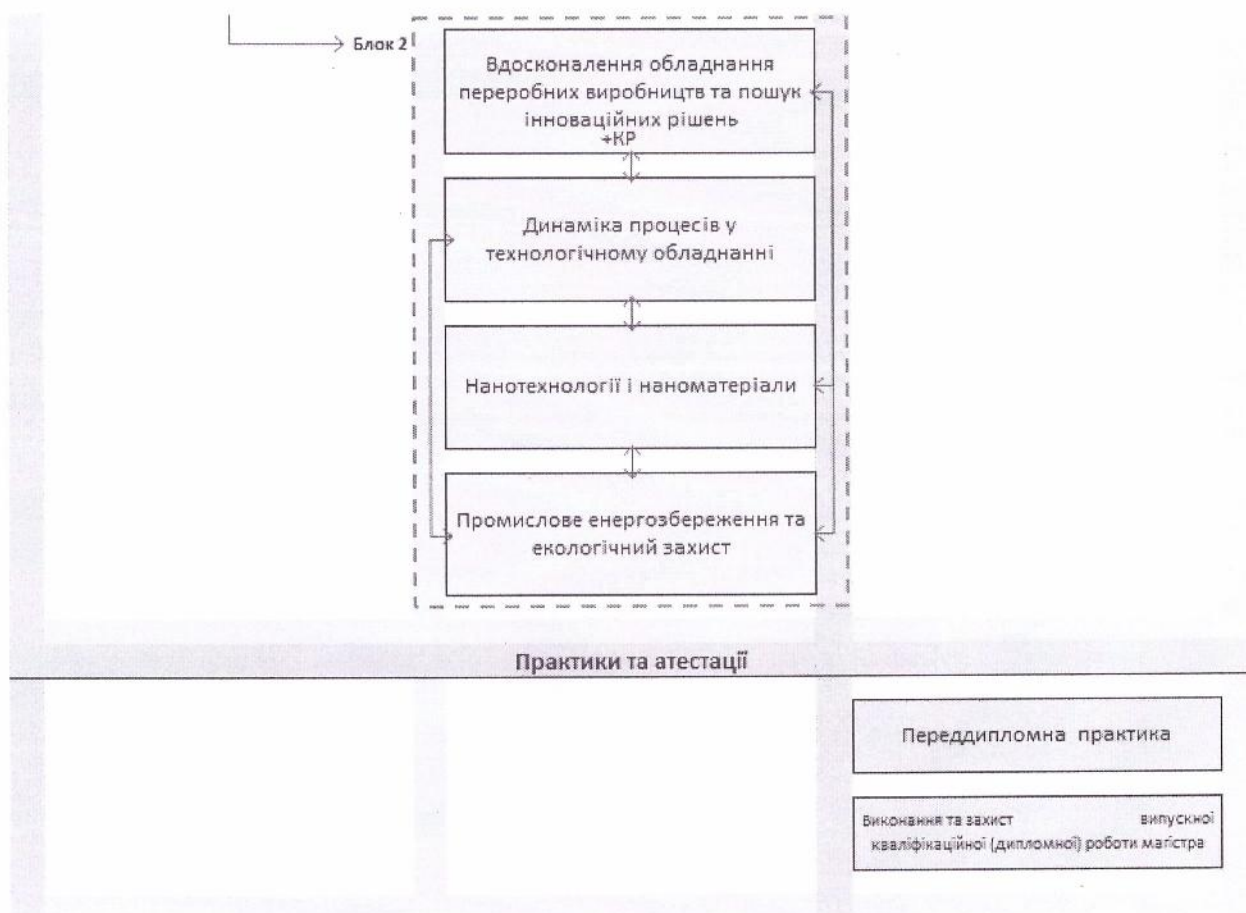 Блок 2
Вдосконалення обладнання
переробних виробництв та пошук
інноваційних рішень
+КР
Динаміка процесів у
технологічному обладнанні
Нанотехнології і наноматеріали
Промислове енергозбереження та
екологічний захист
Практики та атестації
Переддипломна практика
Виконання та захист випускної
кваліфікаційної (дипломної) роботи магістра